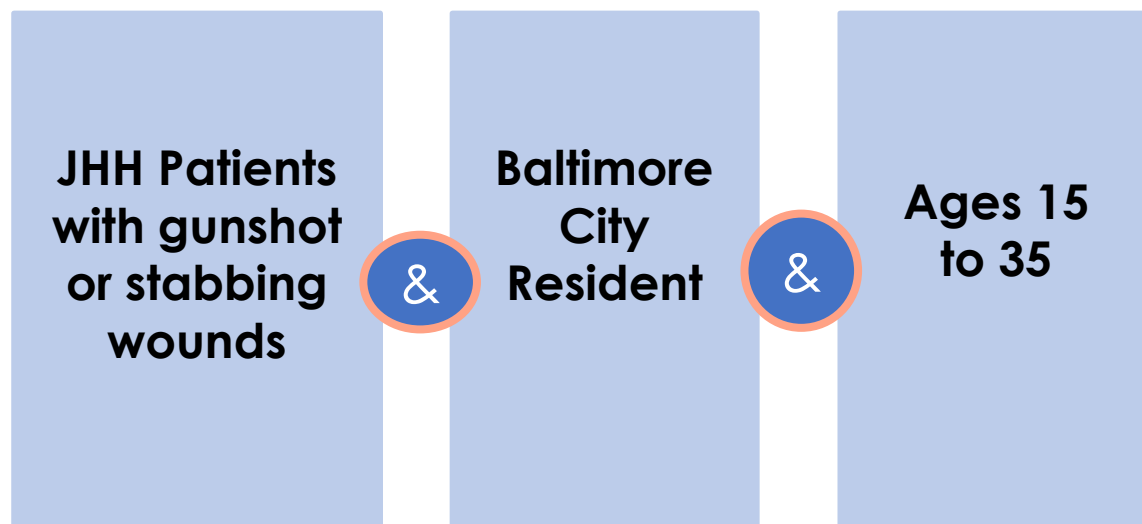 JHH Patients
with gunshot
or stabbing
wounds
&
Baltimore
City
Resident
&
Ages 15
to 35